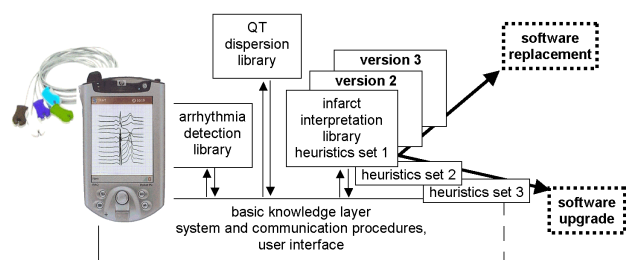 QT
dispersion
library
software
replacement
version 3
version 2
infarct
interpretation
library
heuristics set 1
arrhythmia
detection
library
heuristics set 2
heuristics set 3
software
upgrade
basic knowledge layer
system and communication procedures,
user interface